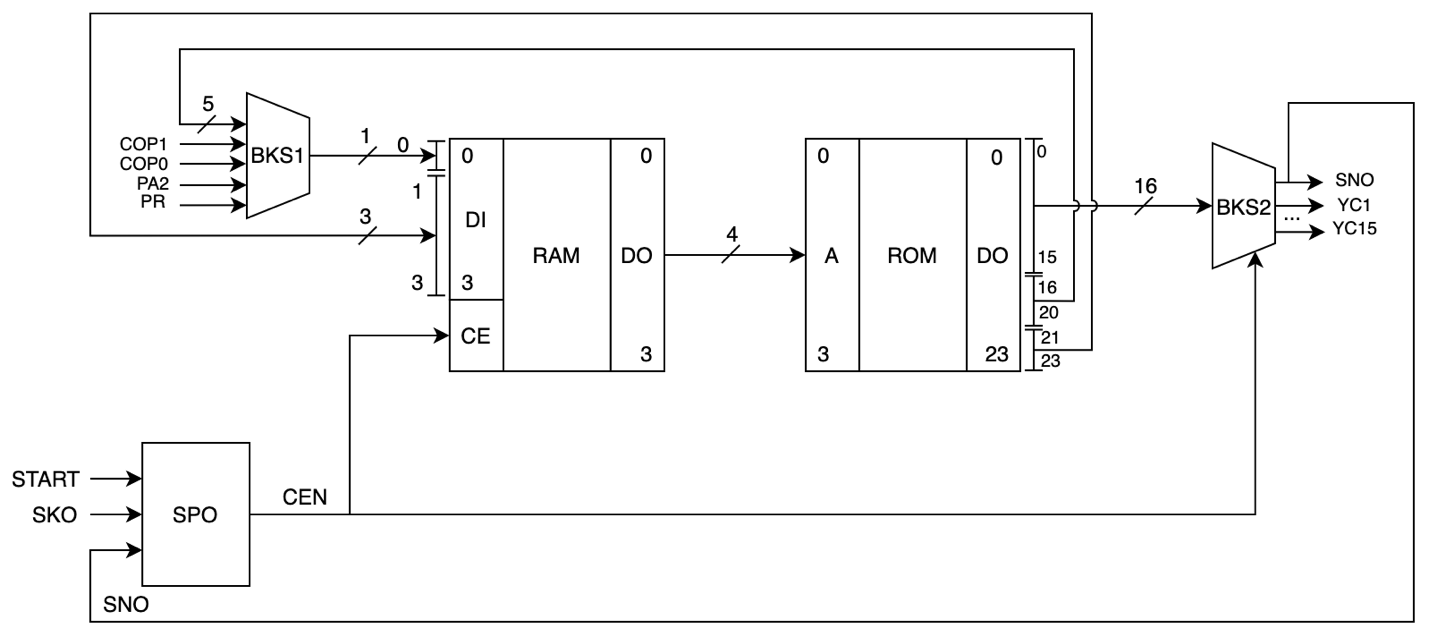 5
COP1
COP0
PA2
PR
BKS1
1
0
1
3
3
0
DI
3
CE
RAM
0
DO
3
4
0
A
3
ROM
0
DO
23
0
15
16
20
21
23
16
BKS2
SNO
YC1
...
YC15
START
SKO
SPO
CEN
SNO